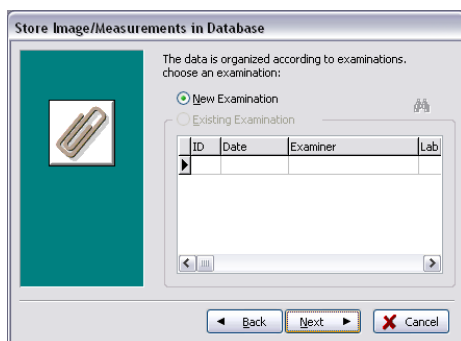 Store Image/Measurements in Database
The data is organized according to examinations.
choose an examination:
New Examination
Existing Examination
ID Date Examiner Lab
Back Next Cancel